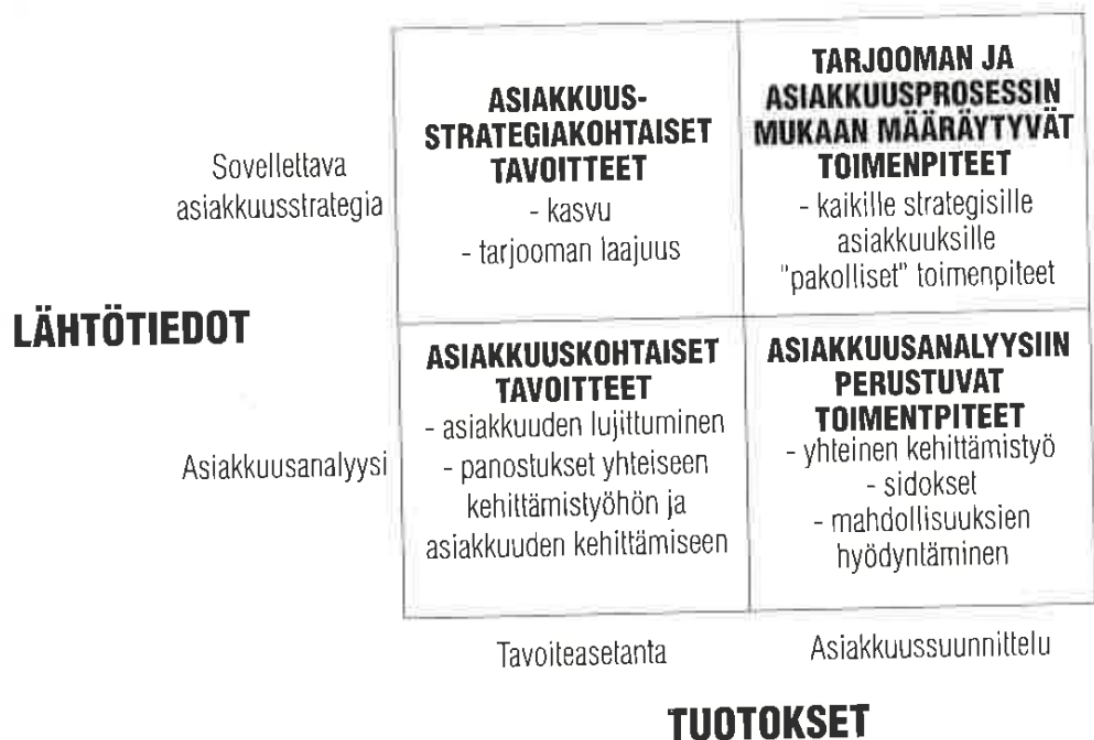 Sovellettava
asiakkuusstrategia
ASIAKKUUS-
STRATEGIAKOHTAISET
TAVOITTEET
- kasvu
- tarjooman laajuus
TARJOOMAN JA
ASIAKKUUSPROSESSIN
MUKAAN MÄÄRÄYTYVÄT
TOIMENPITEET
- kaikille strategisille
asiakkuuksille
"pakolliset" toimenpiteet
LÄHTÖTIEDOT
Asiakkuusanalyysi
ASIAKKUUSKOHTAISET
TAVOITTEET
- asiakkuuden lujittuminen
- panostukset yhteiseen
kehittämistyöhön ja
asiakkuuden kehittämiseen
ASIAKKUUSANALYYSIIN
PERUSTUVAT
TOIMENTPITEET
- yhteinen kehittämistyö
- sidokset
- mahdollisuuksien
hyödyntäminen
Tavoiteasetanta
Asiakkuussuunnittelu
TUOTOKSET